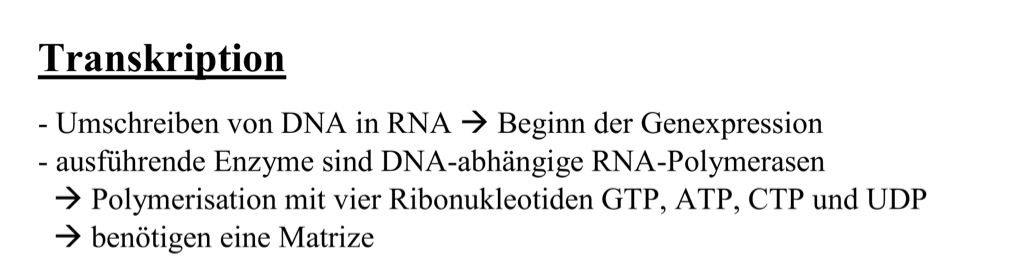 Transkription
- Umschreiben von DNA in RNA → Beginn der Genexpression
- ausführende Enzyme sind DNA-abhängige RNA-Polymerasen
→ Polymerisation mit vier Ribonukleotiden GTP, ATP, CTP und UDP
→ benötigen eine Matrize